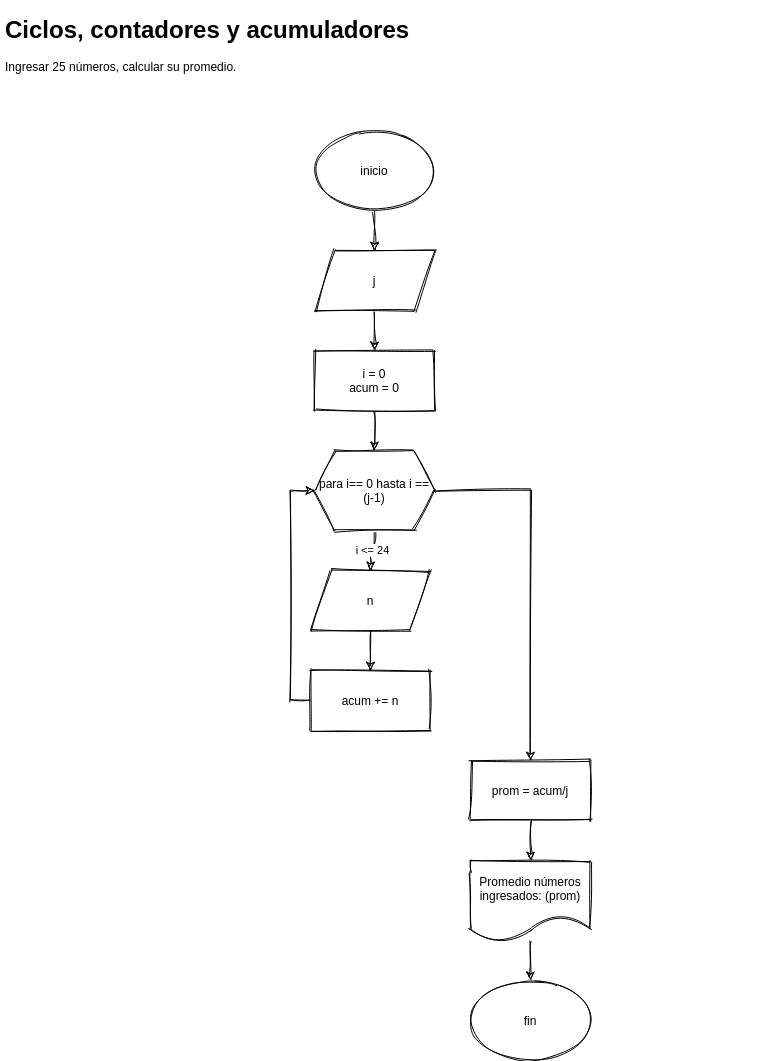 Ciclos, contadores y acumuladores
Ingresar 25 números, calcular su promedio.
inicio
j
i = 0
acum = 0
para i== 0 hasta i ==
(j-1)
i <= 24
n
acum += n
prom = acum/j
Promedio números
ingresados: (prom)
fin